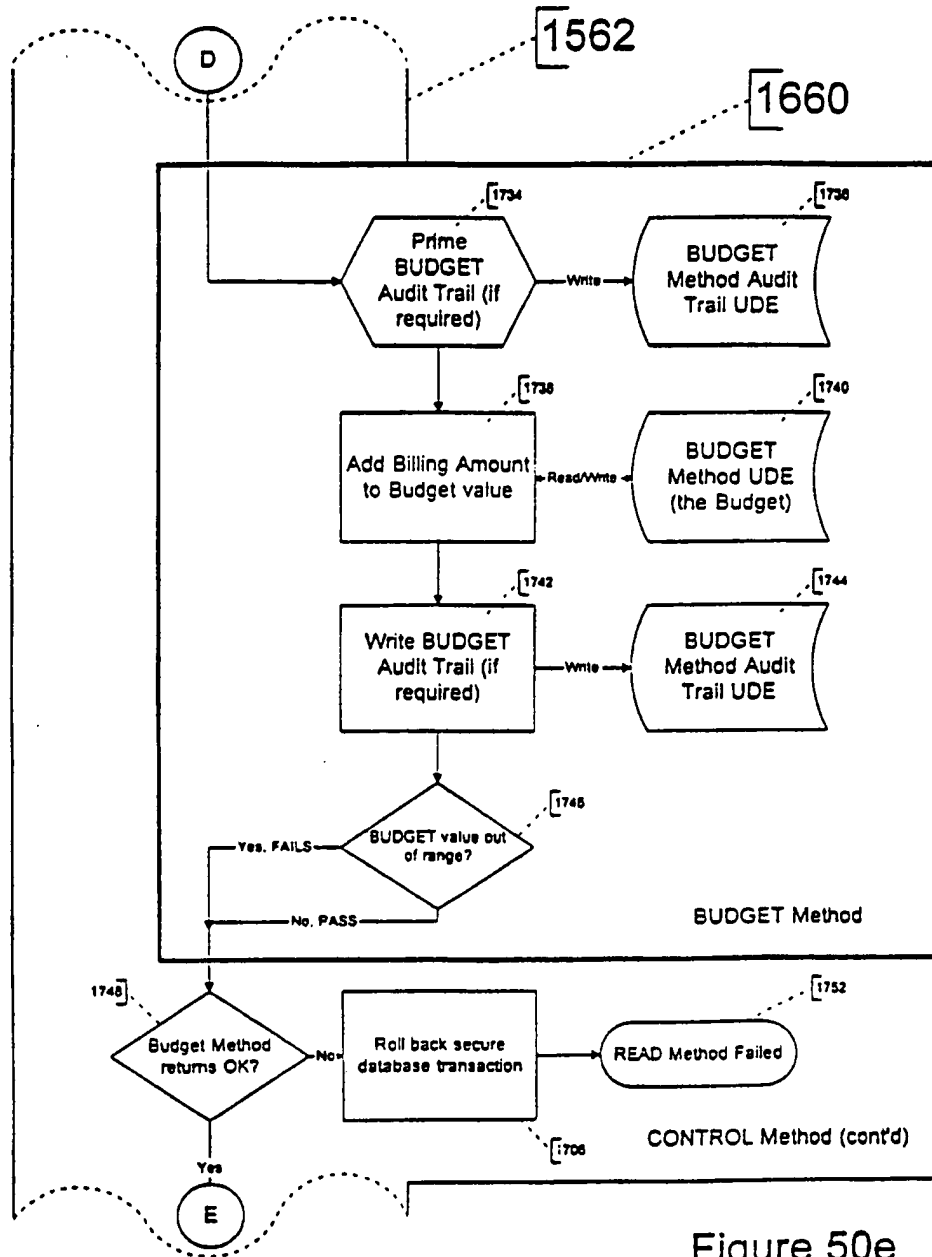 D
1562
1660
1734
Prime
BUDGET
Audit Trail (if
required)
Write
1736
BUDGET
Method Audit
Trail UDE
1738
Add Billing Amount
to Budget value
Read/Write
1740
BUDGET
Method UDE
(the Budget)
1742
Write BUDGET
Audit Trail (if
required)
Write
1744
BUDGET
Method Audit
Trail UDE
1746
BUDGET value out
of range?
Yes, FAILS
No, PASS
BUDGET Method
1748
Budget Method
returns OK?
No
Roll back secure
database transaction
1706
1752
READ Method Failed
CONTROL Method (cont'd)
Yes
E
Figure 50e